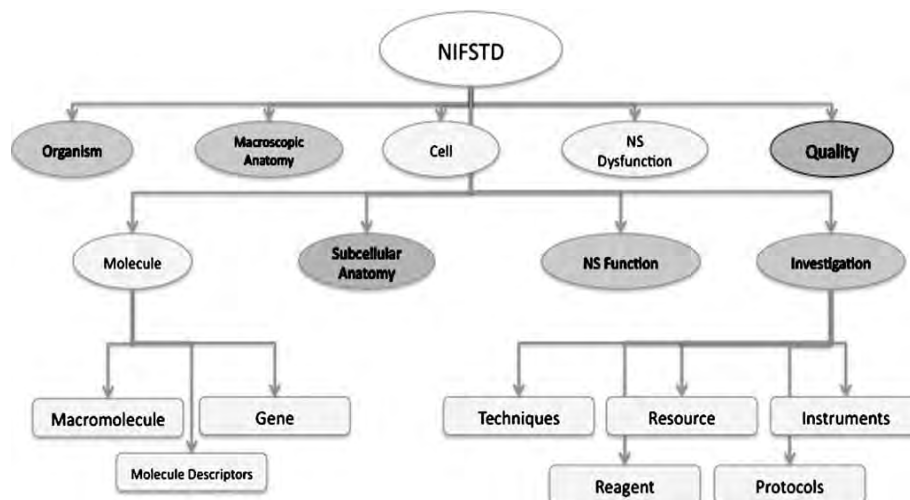 NIFSTD
Organism
Macroscopic
Anatomy
Cell
NS
Dysfunction
Quality
Molecule
Subcellular
Anatomy
NS Function
Investigation
Macromolecule
Gene
Molecule Descriptors
Techniques
Resource
Instruments
Reagent
Protocols